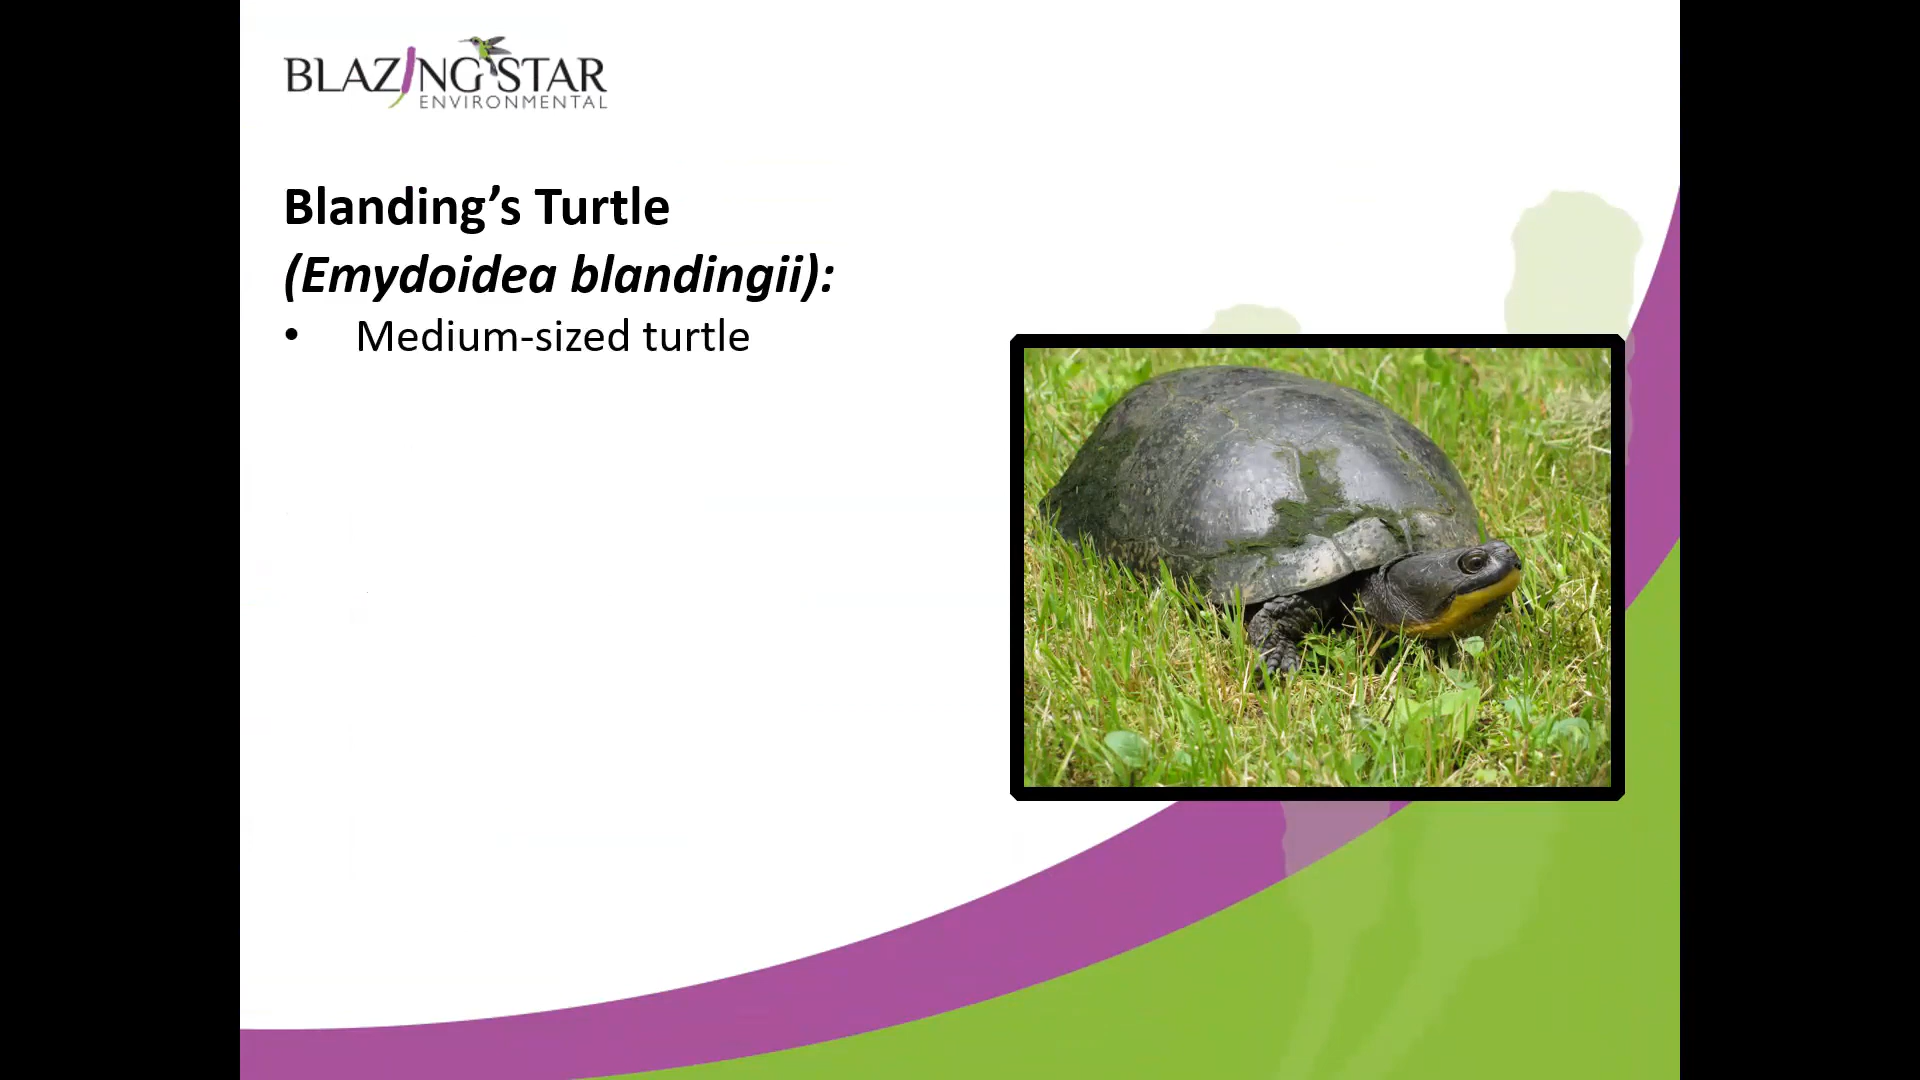 BLAZING STAR
ENVIRONMENTAL
Blanding’s Turtle
(Emydoidea blandingii):
• Medium-sized turtle